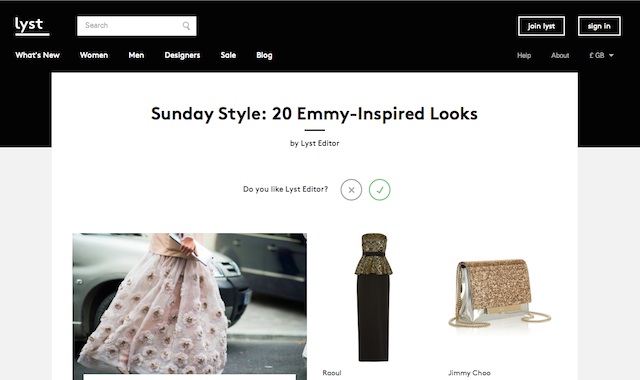 lyst
Search
join lyst
sign in
What's New Women Men Designers Sale Blog
Help About £ GB
Sunday Style: 20 Emmy-Inspired Looks
by Lyst Editor
Do you like Lyst Editor?
Raoul
Jimmy Choo